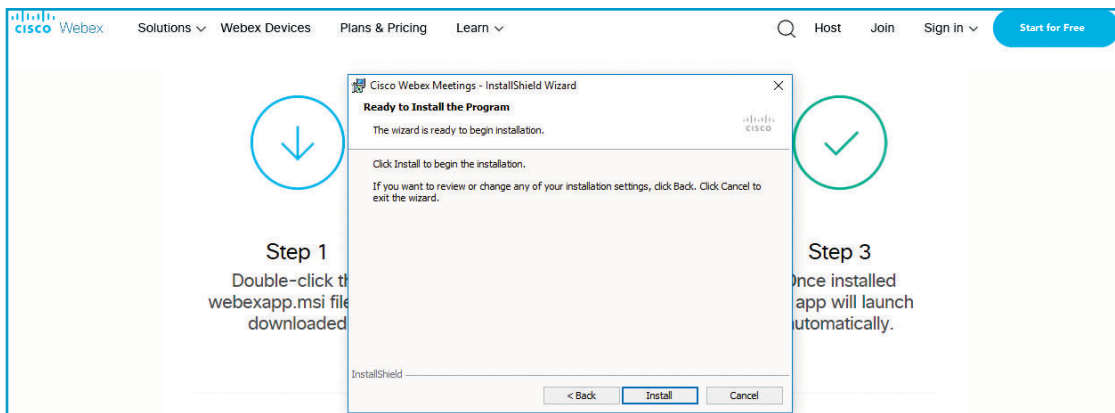 cisco Webex Solutions Webex Devices Plans & Pricing Learn Host Join Sign in Start for Free
Cisco Webex Meetings - InstallShield Wizard
Ready to Install the Program
The wizard is ready to begin installation.
cisco
Click Install to begin the installation.
If you want to review or change any of your installation settings, click Back. Click Cancel to
exit the wizard.
InstallShield
< Back Install Cancel
Step 1
Double-click th
webexapp.msi file
downloaded
Step 3
Once installed
app will launch
automatically.